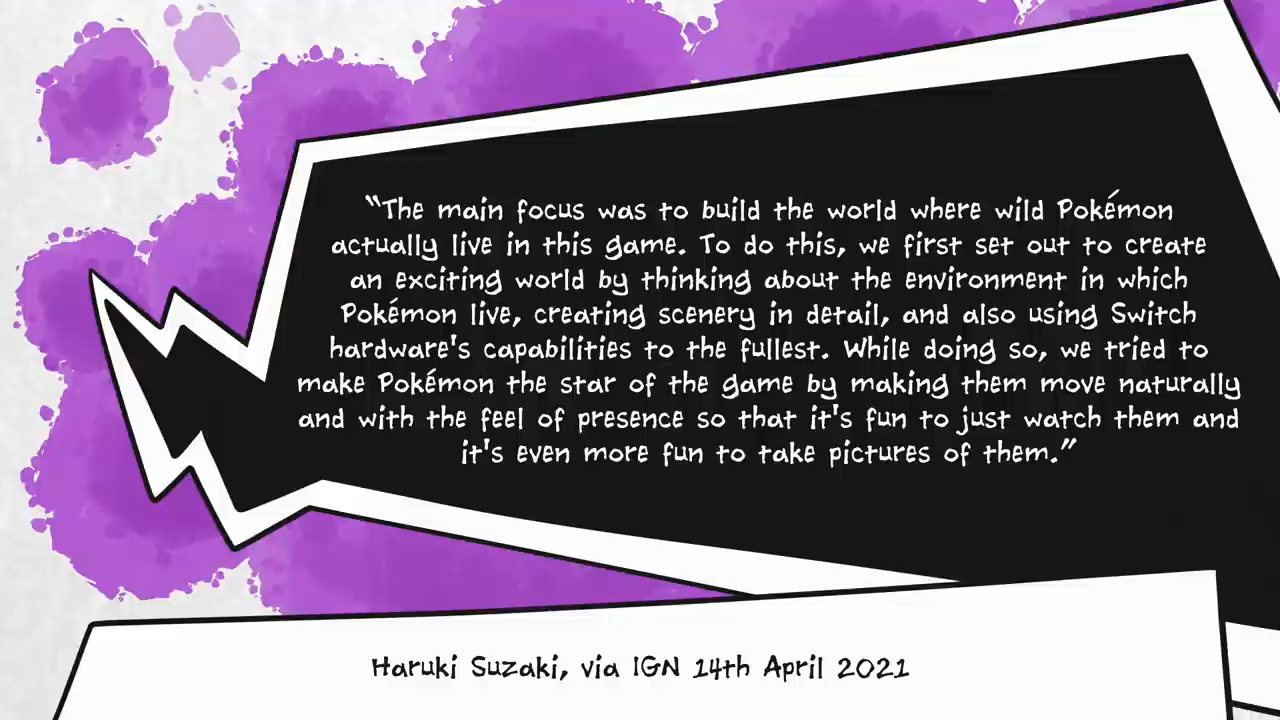 “The main focus was to build the world where wild Pokémon
actually live in this game. To do this, we first set out to create
an exciting world by thinking about the environment in which
Pokémon live, creating scenery in detail, and also using Switch
hardware's capabilities to the fullest. While doing so, we tried to
make Pokémon the star of the game by making them move naturally
and with the feel of presence so that it's fun to just watch them and
it's even more fun to take pictures of them.”
Haruki Suzaki, via IGN 14th April 2021